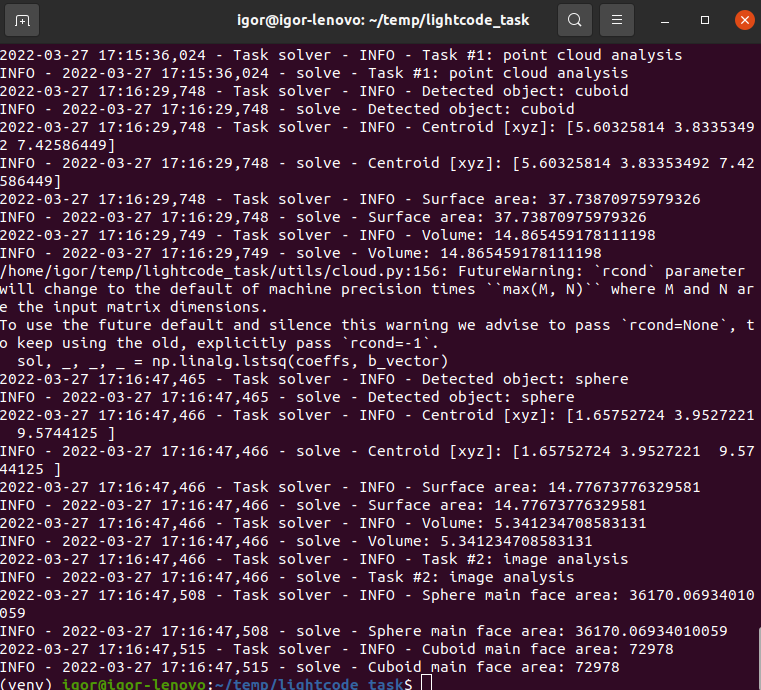 igor@igor-lenovo: ~/temp/lightcode_task
2022-03-27 17:15:36,024 - Task solver - INFO - Task #1: point cloud analysis
INFO - 2022-03-27 17:15:36,024 - solve - Task #1: point cloud analysis
2022-03-27 17:16:29,748 - Task solver - INFO - Detected object: cuboid
INFO - 2022-03-27 17:16:29,748 - solve - Detected object: cuboid
2022-03-27 17:16:29,748 - Task solver - INFO - Centroid [xyz]: [5.60325814 3.8335349
2 7.42586449]
INFO - 2022-03-27 17:16:29,748 - solve - Centroid [xyz]: [5.60325814 3.83353492 7.42
586449]
2022-03-27 17:16:29,748 - Task solver - INFO - Surface area: 37.73870975979326
INFO - 2022-03-27 17:16:29,748 - solve - Surface area: 37.73870975979326
2022-03-27 17:16:29,749 - Task solver - INFO - Volume: 14.865459178111198
INFO - 2022-03-27 17:16:29,749 - solve - Volume: 14.865459178111198
/home/igor/temp/lightcode_task/utils/cloud.py:156: FutureWarning: `rcond` parameter
will change to the default of machine precision times ``max(M, N)`` where M and N ar
e the input matrix dimensions.
To use the future default and silence this warning we advise to pass `rcond=None`, t
o keep using the old, explicitly pass `rcond=-1`.
  sol, _, _, _ = np.linalg.lstsq(coeffs, b_vector)
2022-03-27 17:16:47,465 - Task solver - INFO - Detected object: sphere
INFO - 2022-03-27 17:16:47,465 - solve - Detected object: sphere
2022-03-27 17:16:47,466 - Task solver - INFO - Centroid [xyz]: [1.65752724 3.9527221
  9.5744125 ]
INFO - 2022-03-27 17:16:47,466 - solve - Centroid [xyz]: [1.65752724 3.9527221  9.57
44125 ]
2022-03-27 17:16:47,466 - Task solver - INFO - Surface area: 14.77673776329581
INFO - 2022-03-27 17:16:47,466 - solve - Surface area: 14.77673776329581
2022-03-27 17:16:47,466 - Task solver - INFO - Volume: 5.341234708583131
INFO - 2022-03-27 17:16:47,466 - solve - Volume: 5.341234708583131
2022-03-27 17:16:47,466 - Task solver - INFO - Task #2: image analysis
INFO - 2022-03-27 17:16:47,466 - solve - Task #2: image analysis
2022-03-27 17:16:47,508 - Task solver - INFO - Sphere main face area: 36170.06934010
059
INFO - 2022-03-27 17:16:47,508 - solve - Sphere main face area: 36170.06934010059
2022-03-27 17:16:47,515 - Task solver - INFO - Cuboid main face area: 72978
INFO - 2022-03-27 17:16:47,515 - solve - Cuboid main face area: 72978
(venv) igor@igor-lenovo:~/temp/lightcode_task$